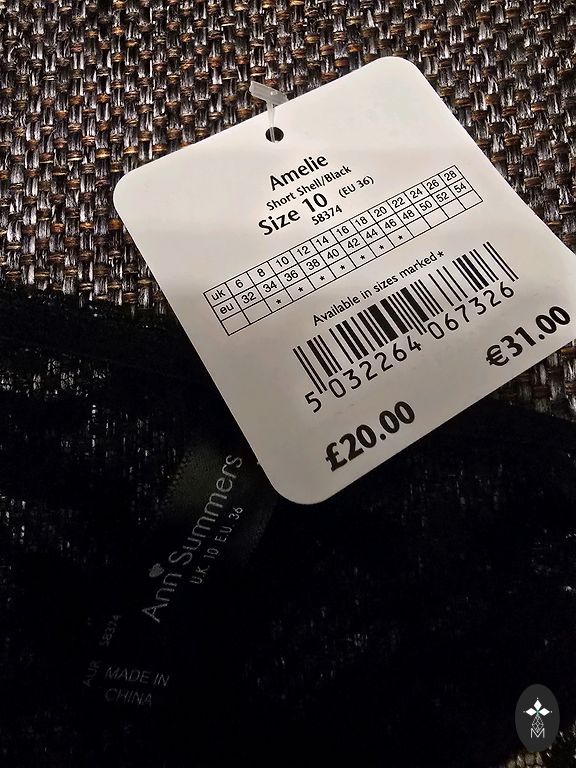 Amelie
Short Shell/Black
Size 10 (EU 36)
58374
uk 6 8 10 12 14 16 18 20 22 24 26 28
eu 32 34 36 38 40 42 44 46 48 50 52 54
* * * * * * *
Available in sizes marked*
5 032264 067326
£20.00
€31.00
Ann Summers
U.K. 10 EU. 36
AUR 58374
MADE IN
CHINA
M